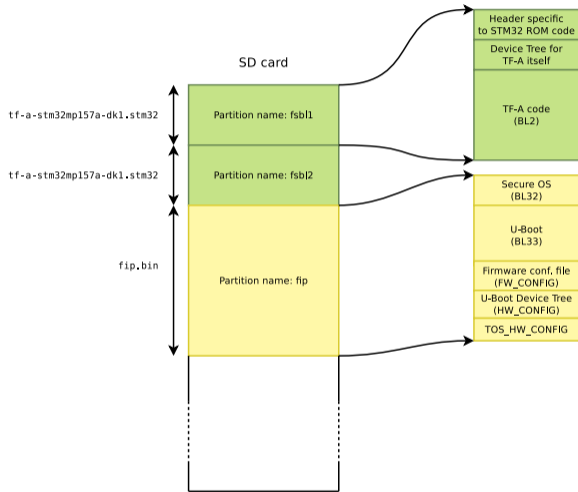 Header specific
to STM32 ROM code
Device Tree for
TF-A itself
TF-A code
(BL2)
SD card
tf-a-stm32mp157a-dk1.stm32
Partition name: fsbl1
tf-a-stm32mp157a-dk1.stm32
Partition name: fsbl2
fip.bin
Partition name: fip
Secure OS
(BL32)
U-Boot
(BL33)
Firmware conf. file
(FW_CONFIG)
U-Boot Device Tree
(HW_CONFIG)
TOS_HW_CONFIG